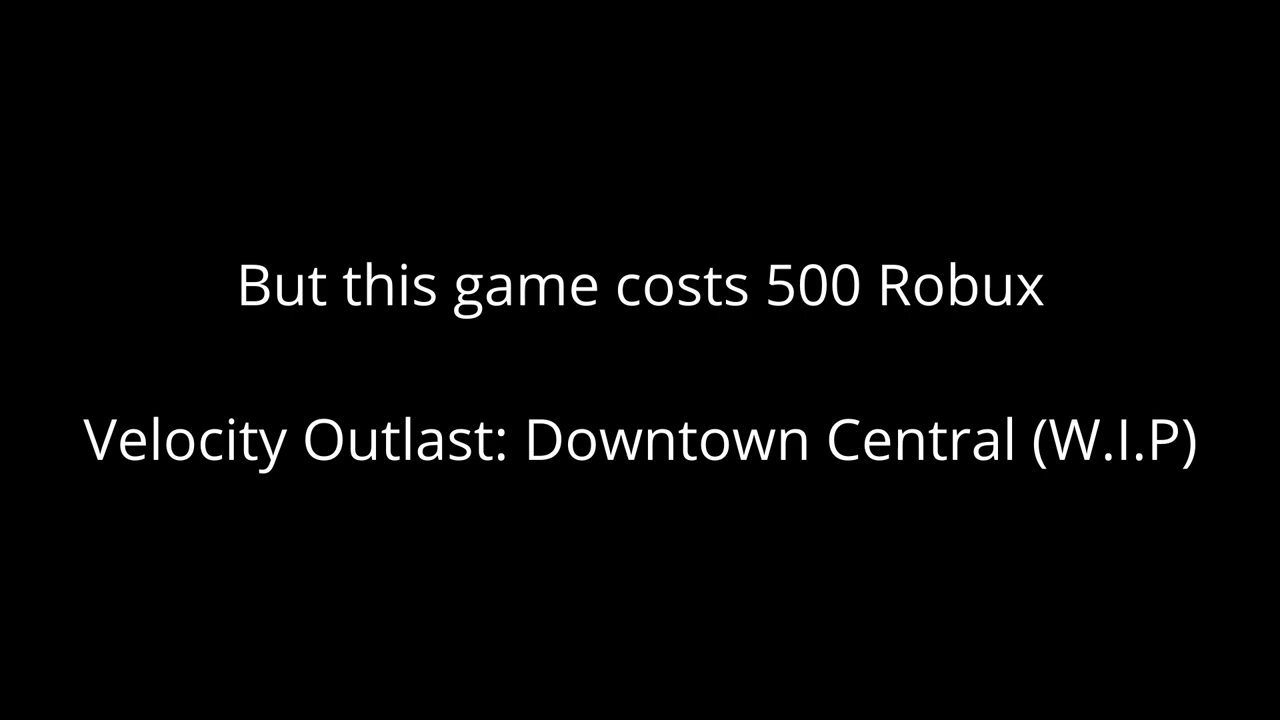 But this game costs 500 Robux
Velocity Outlast: Downtown Central (W.I.P)